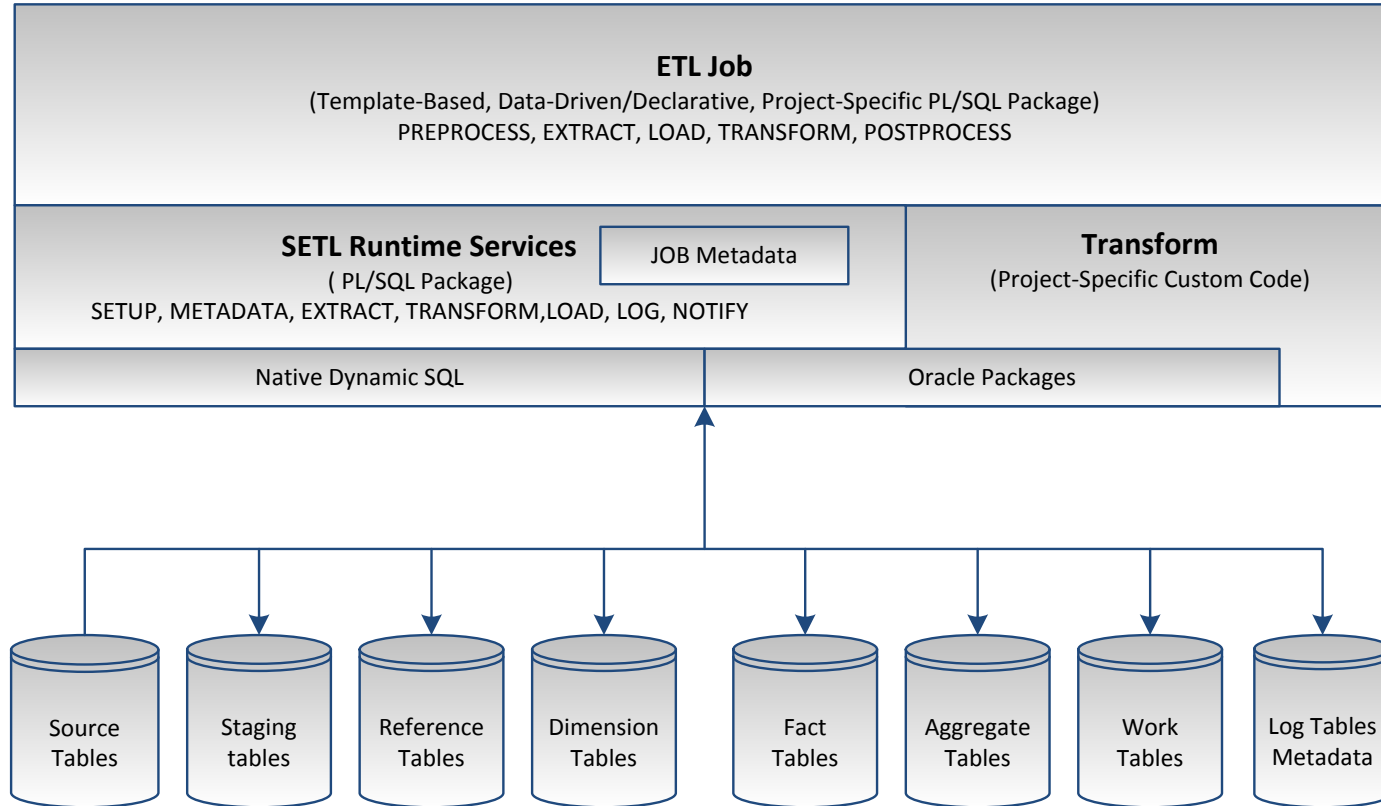 ETL Job
(Template-Based, Data-Driven/Declarative, Project-Specific PL/SQL Package)
PREPROCESS, EXTRACT, LOAD, TRANSFORM, POSTPROCESS
SETL Runtime Services
( PL/SQL Package)
SETUP, METADATA, EXTRACT, TRANSFORM,LOAD, LOG, NOTIFY
JOB Metadata
Transform
(Project-Specific Custom Code)
Native Dynamic SQL
Oracle Packages
Source
Tables
Staging
tables
Reference
Tables
Dimension
Tables
Fact
Tables
Aggregate
Tables
Work
Tables
Log Tables
Metadata